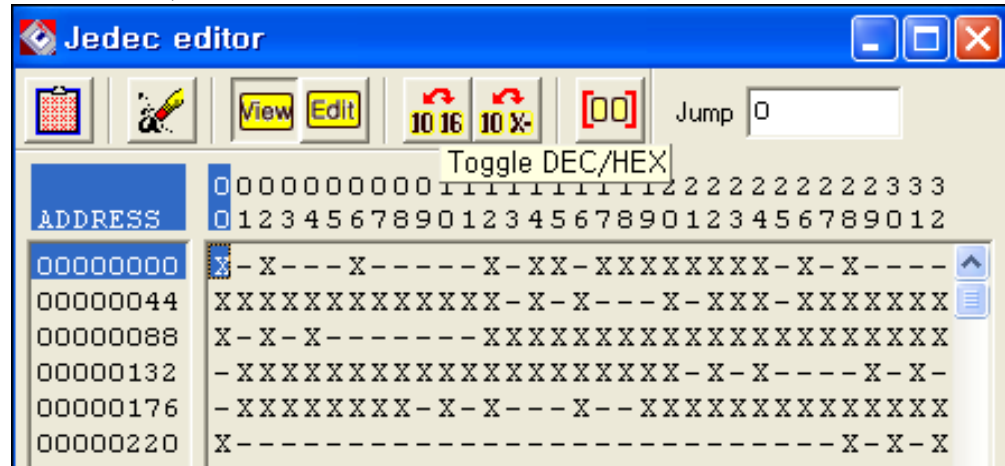 Jedec editor
View Edit 10 16 10 X- [00] Jump 0
Toggle DEC/HEX
000000000011111111112222222222333
ADDRESS 012345678901234567890123456789012
00000000 X-X---X-----X-XX-XXXXXXXX-X-X----
00000044 XXXXXXXXXXXXX-X-X---X-XXX-XXXXXXX
00000088 X-X-X-------XXXXXXXXXXXXXXXXXXXXX
00000132 -XXXXXXXXXXXXXXXXXXXX-X-X----X-X-
00000176 -XXXXXXXX-X-X---X--XXXXXXXXXXXXXX
00000220 X---------------------------X-X-X